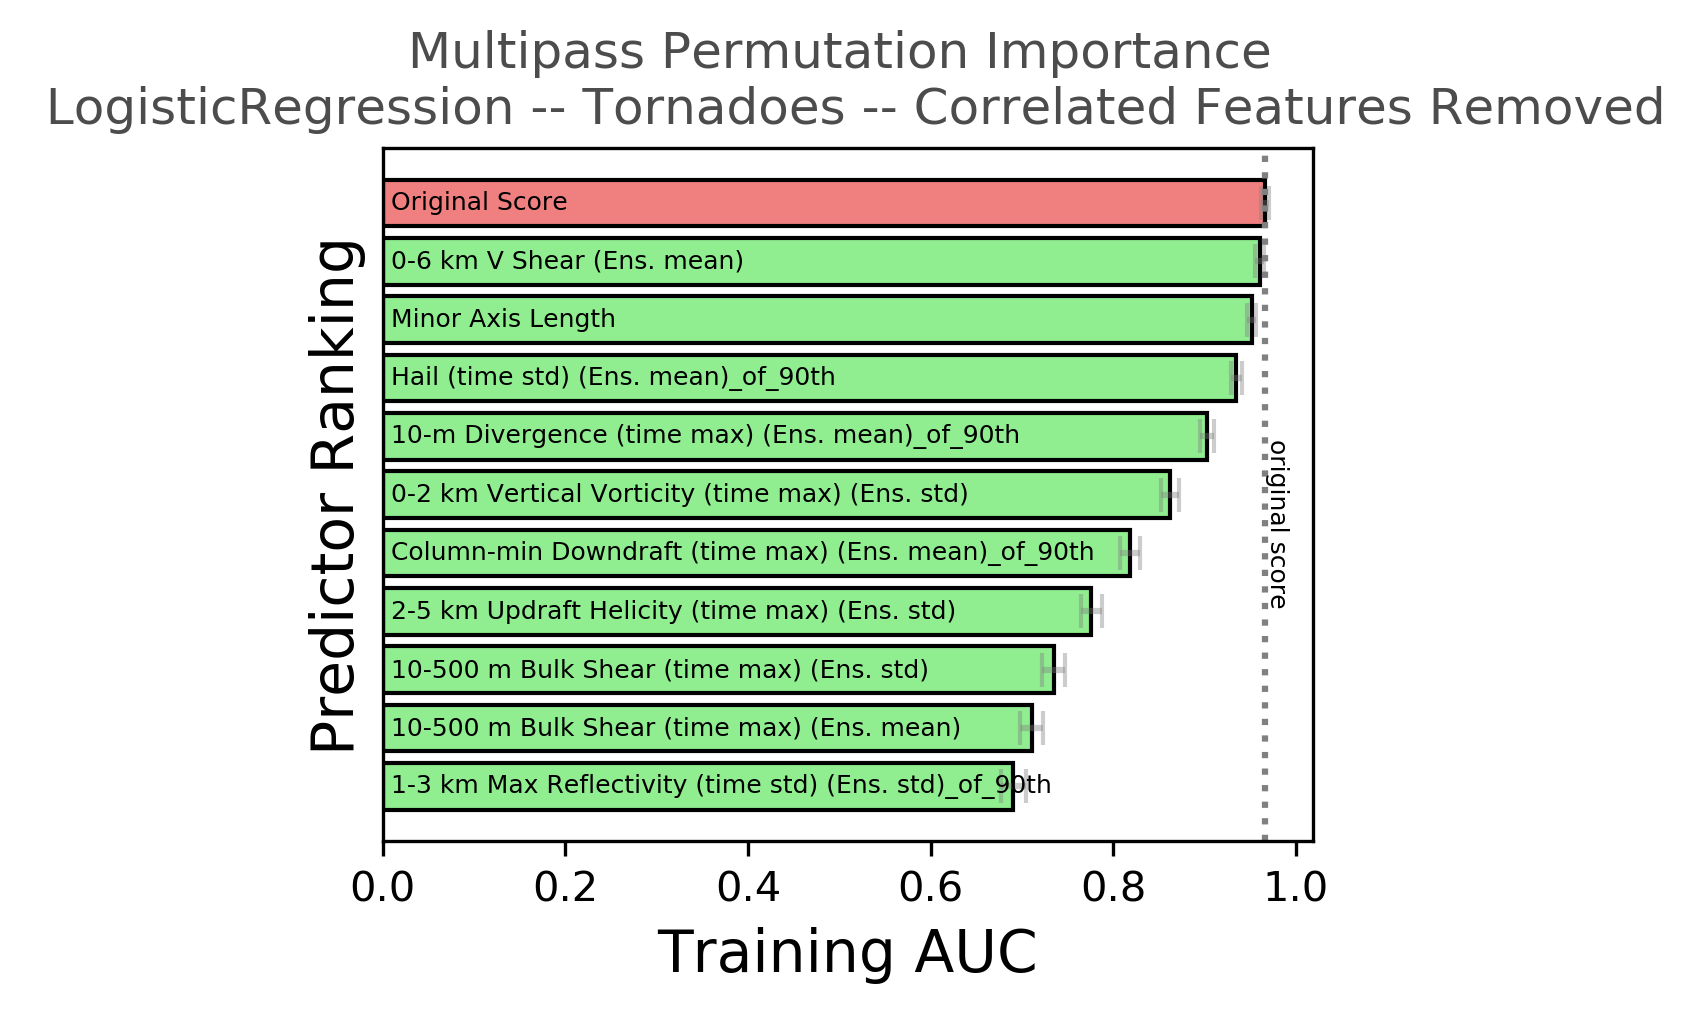 Multipass Permutation Importance
LogisticRegression -- Tornadoes -- Correlated Features Removed
Predictor Ranking
Original Score
0-6 km V Shear (Ens. mean)
Minor Axis Length
Hail (time std) (Ens. mean)_of_90th
10-m Divergence (time max) (Ens. mean)_of_90th
0-2 km Vertical Vorticity (time max) (Ens. std)
Column-min Downdraft (time max) (Ens. mean)_of_90th
2-5 km Updraft Helicity (time max) (Ens. std)
10-500 m Bulk Shear (time max) (Ens. std)
10-500 m Bulk Shear (time max) (Ens. mean)
1-3 km Max Reflectivity (time std) (Ens. std)_of_90th
original score
0.0 0.2 0.4 0.6 0.8 1.0
Training AUC